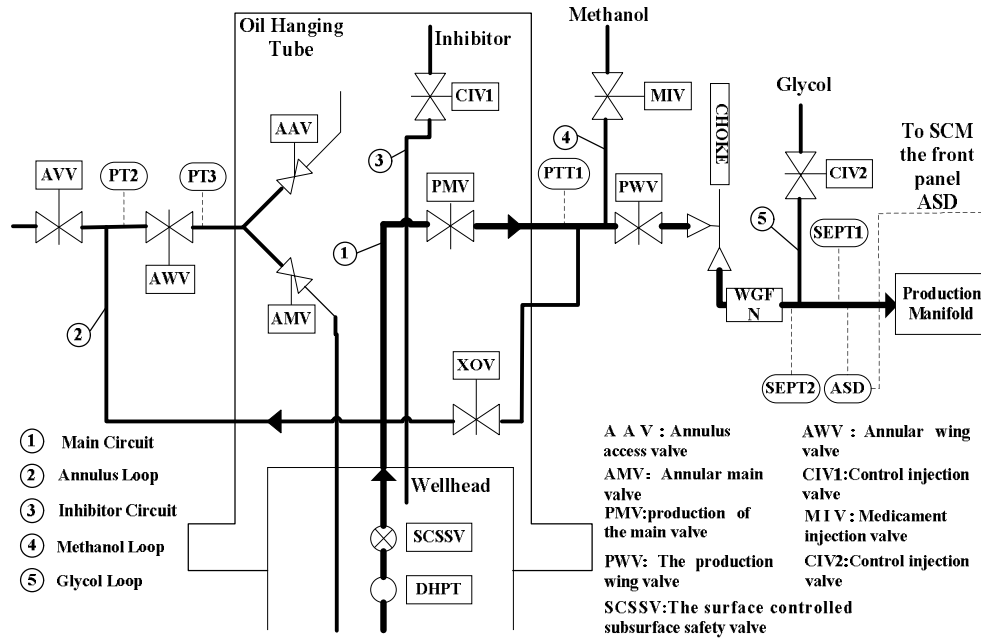 Oil Hanging
Tube
Inhibitor
Methanol
Glycol
CIV1
MIV
CHOKE
To SCM
the front
panel
ASD
AAV
3
4
CIV2
AVV
PT2
PT3
PMV
PTT1
PWV
5
SEPT1
1
AWV
WGF
N
Production
Manifold
AMV
2
XOV
SEPT2
ASD
1 Main Circuit
2 Annulus Loop
3 Inhibitor Circuit
4 Methanol Loop
5 Glycol Loop
Wellhead
SCSSV
DHPT
A A V：Annulus
access valve
AMV：Annular main
valve
PMV:production of
the main valve
PWV：The production
wing valve
SCSSV:The surface controlled
subsurface safety valve
AWV：Annular wing
valve
CIV1:Control injection
valve
M I V：Medicament
injection valve
CIV2:Control injection
valve